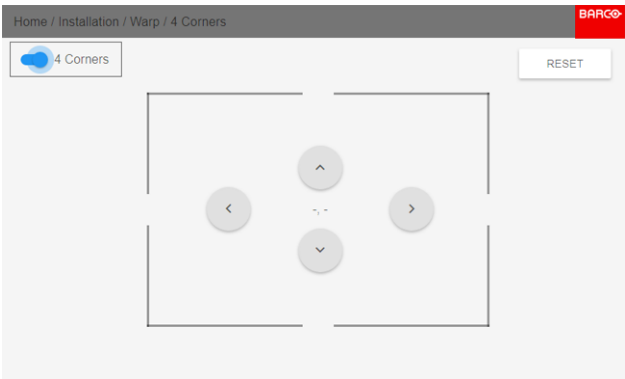 Home / Installation / Warp / 4 Corners
BARCO
4 Corners
RESET
-, -